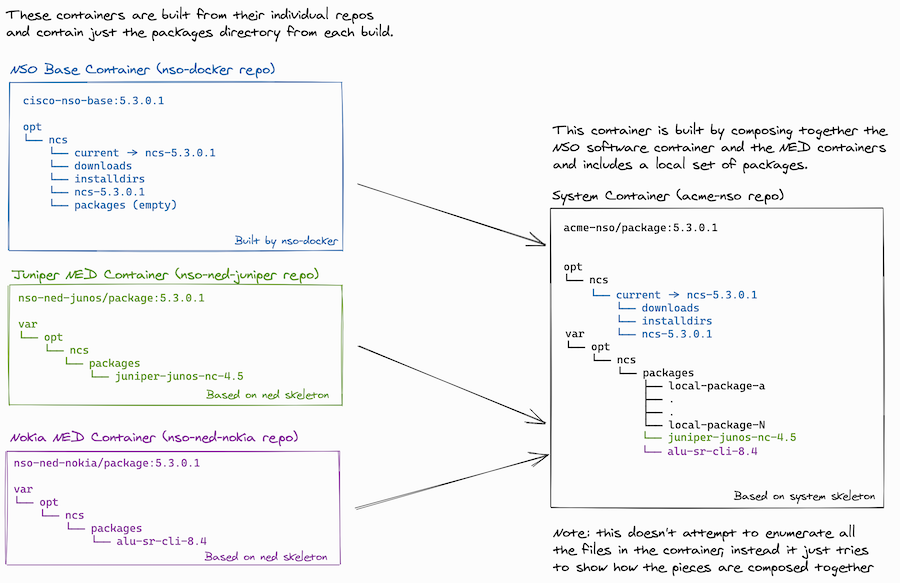 These containers are built from their individual repos
and contain just the packages directory from each build.
NSO Base Container (nso-docker repo)
cisco-nso-base:5.3.0.1
opt
└── ncs
└── current → ncs-5.3.0.1
└── downloads
└── installdirs
└── ncs-5.3.0.1
└── packages (empty)
Built by nso-docker
Juniper NED Container (nso-ned-juniper repo)
nso-ned-junos/package:5.3.0.1
var
└── opt
└── ncs
└── packages
└── juniper-junos-nc-4.5
Based on ned skeleton
Nokia NED Container (nso-ned-nokia repo)
nso-ned-nokia/package:5.3.0.1
var
└── opt
└── ncs
└── packages
└── alu-sr-cli-8.4
Based on ned skeleton
This container is built by composing together the
NSO software container and the NED containers
and includes a local set of packages.
System Container (acme-nso repo)
acme-nso/package:5.3.0.1
opt
└── ncs
└── current → ncs-5.3.0.1
└── downloads
└── installdirs
└── ncs-5.3.0.1
var
└── opt
└── ncs
└── packages
├── local-package-a
├── .
├── .
├── local-package-N
└── juniper-junos-nc-4.5
└── alu-sr-cli-8.4
Based on system skeleton
Note: this doesn't attempt to enumerate all
the files in the container, instead it just tries
to show how the pieces are composed together